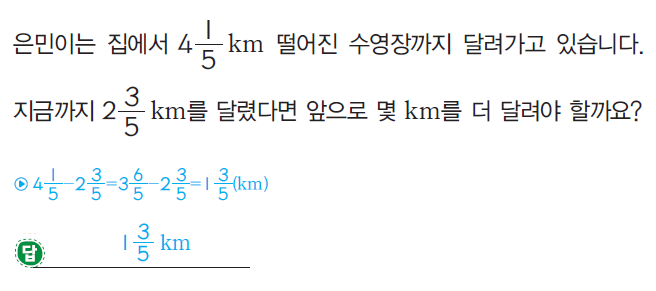 은민이는 집에서 4 1/5 km 떨어진 수영장까지 달려가고 있습니다.
지금까지 2 3/5 km를 달렸다면 앞으로 몇 km를 더 달려야 할까요?
4 1/5-2 3/5=3 6/5-2 3/5=1 3/5(km)
답 1 3/5 km